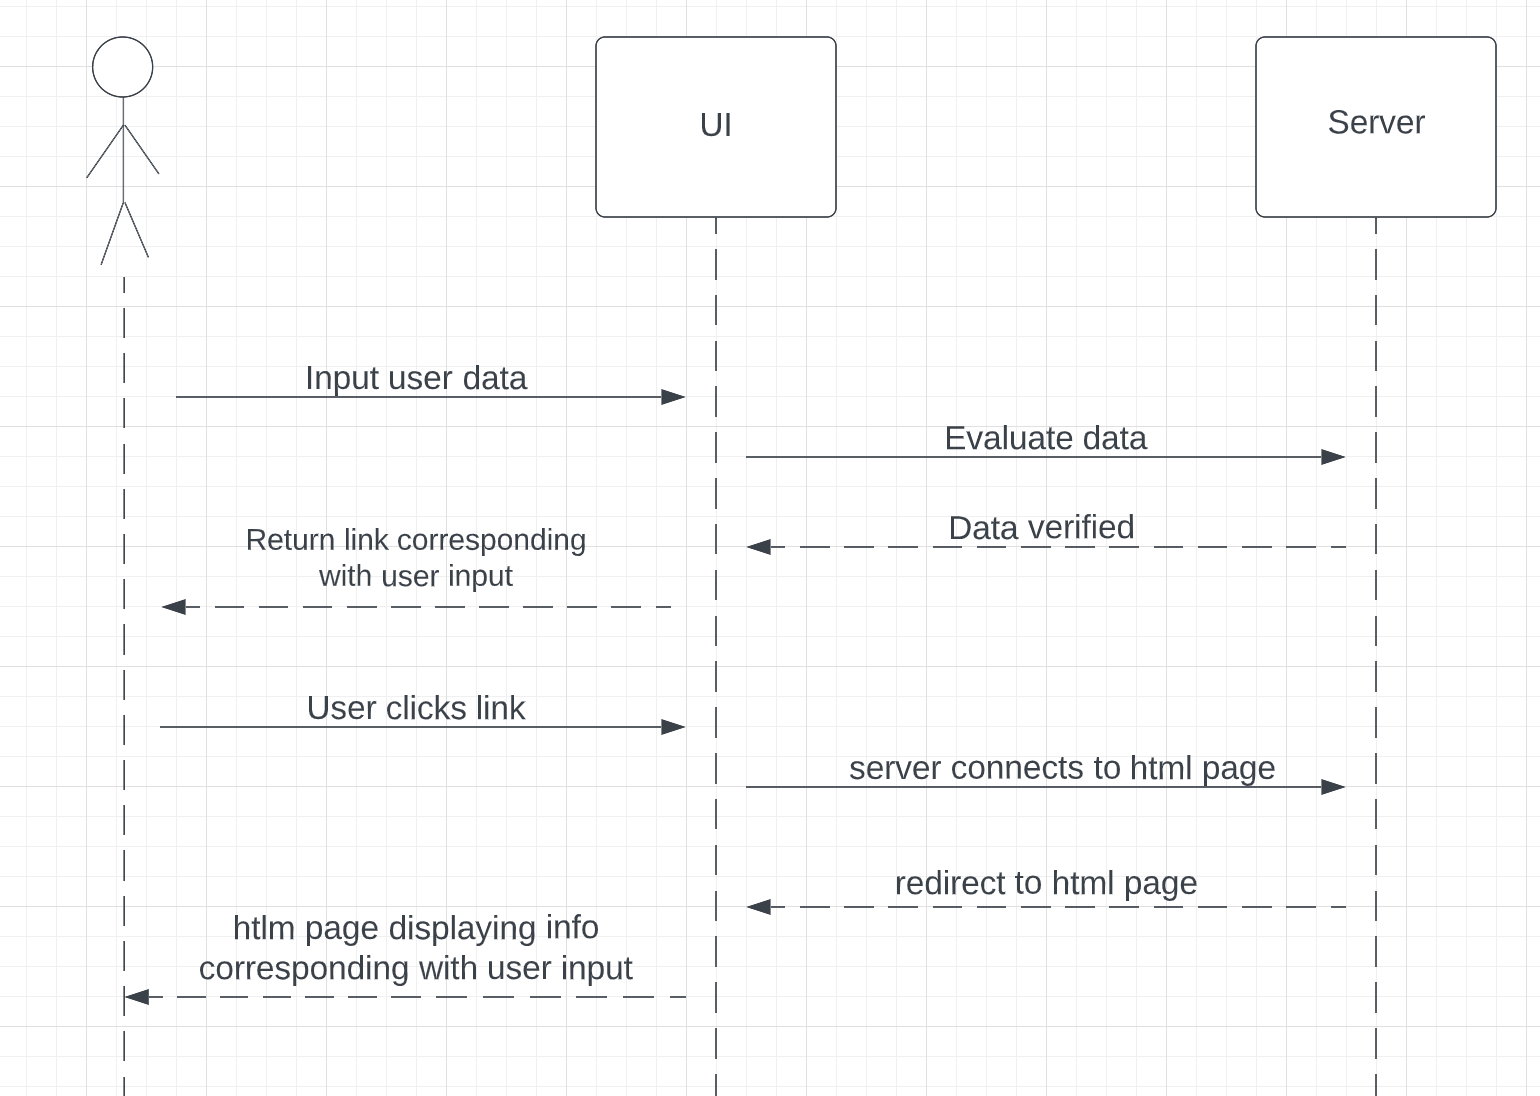 UI
Server
Input user data
Evaluate data
Data verified
Return link corresponding
with user input
User clicks link
server connects to html page
redirect to html page
htlm page displaying info
corresponding with user input